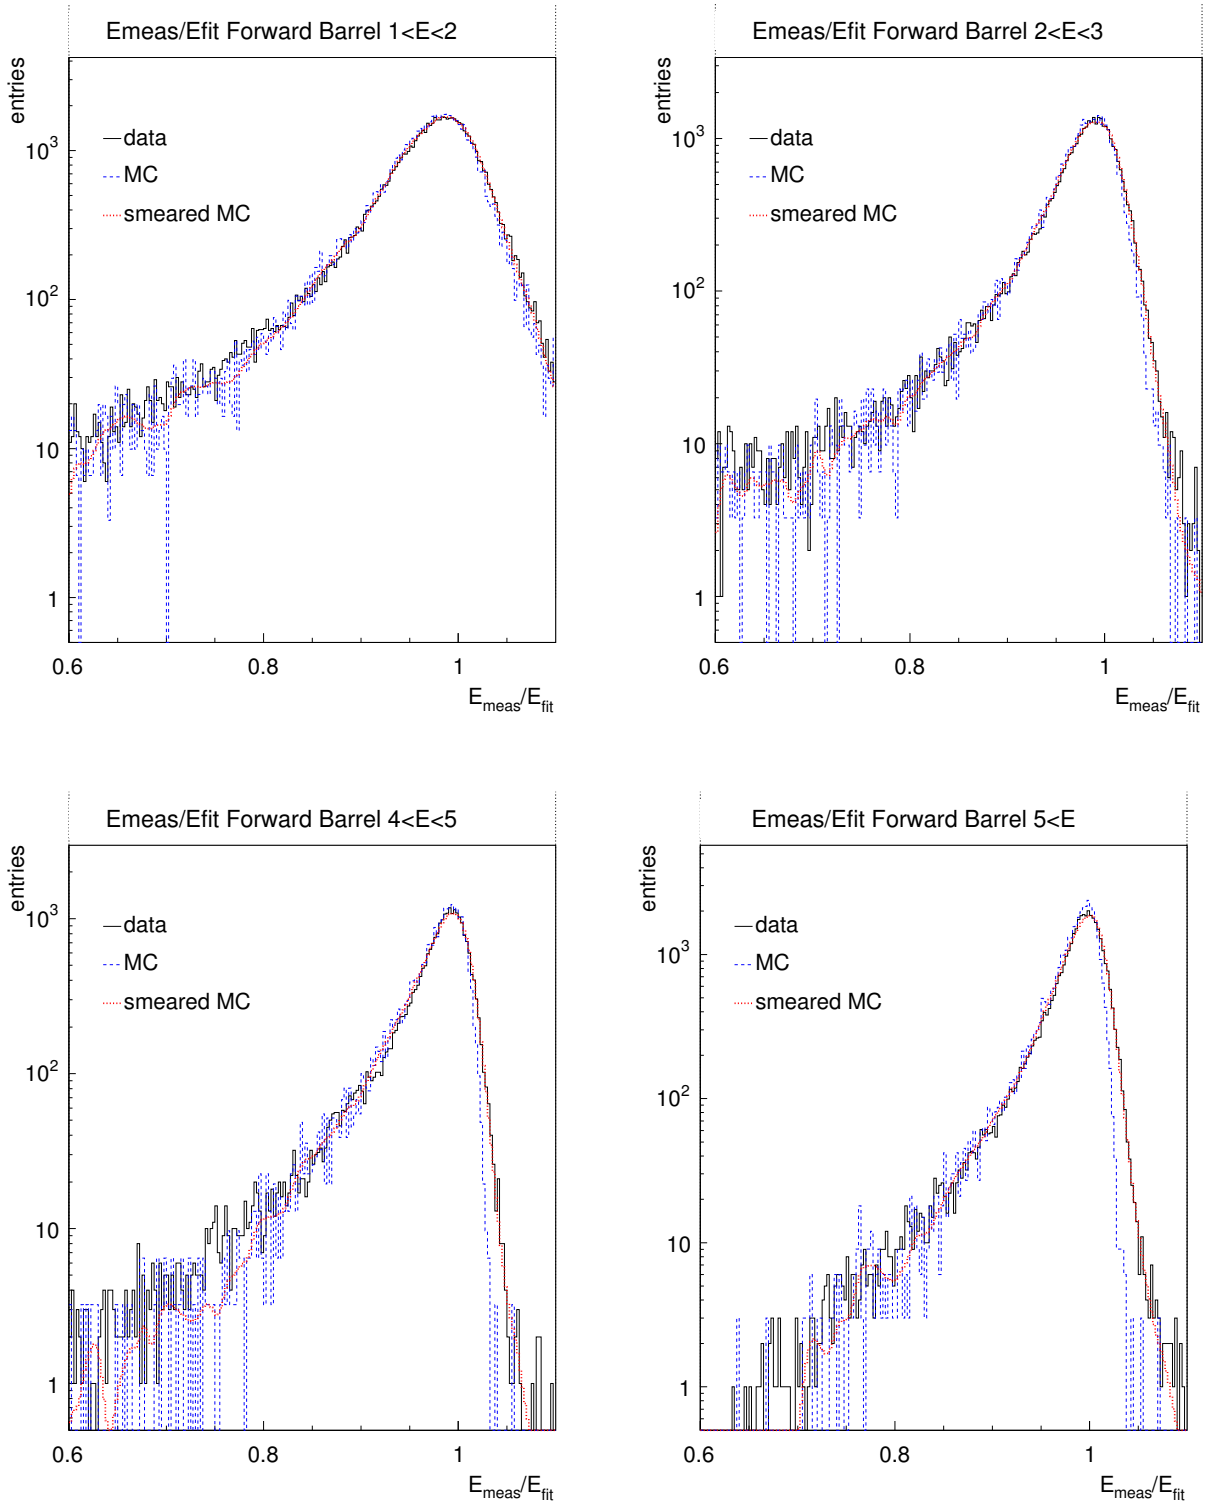 Emeas/Efit Forward Barrel 1<E<2
entries
data
MC
smeared MC
10^3
10^2
10
1
0.6 0.8 1
E_meas/E_fit
Emeas/Efit Forward Barrel 2<E<3
entries
data
MC
smeared MC
10^3
10^2
10
1
0.6 0.8 1
E_meas/E_fit
Emeas/Efit Forward Barrel 4<E<5
entries
data
MC
smeared MC
10^3
10^2
10
1
0.6 0.8 1
E_meas/E_fit
Emeas/Efit Forward Barrel 5<E
entries
data
MC
smeared MC
10^3
10^2
10
1
0.6 0.8 1
E_meas/E_fit